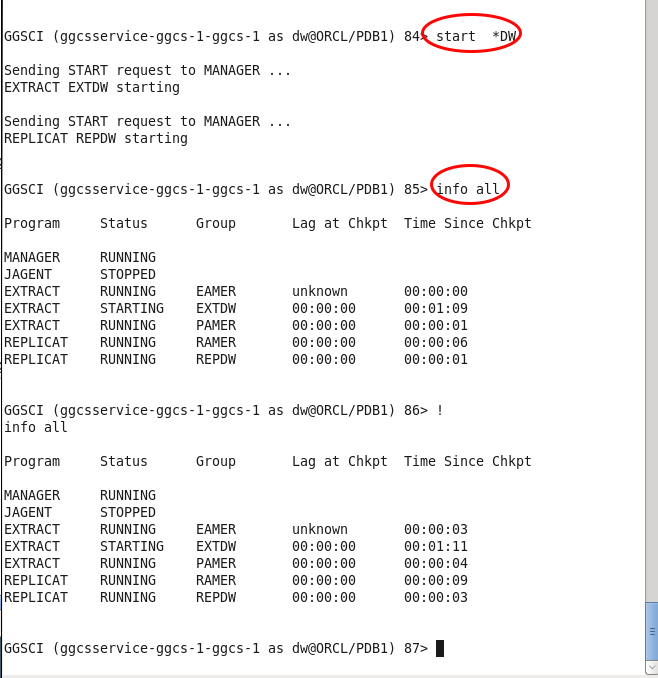 GGSCI (ggcsservice-ggcs-1-ggcs-1 as dw@ORCL/PDB1) 84> start  *DW
Sending START request to MANAGER ...
EXTRACT EXTDW starting
Sending START request to MANAGER ...
REPLICAT REPDW starting
GGSCI (ggcsservice-ggcs-1-ggcs-1 as dw@ORCL/PDB1) 85> info all
Program     Status      Group       Lag at Chkpt  Time Since Chkpt
MANAGER     RUNNING
JAGENT      STOPPED
EXTRACT     RUNNING     EAMER       unknown       00:00:00
EXTRACT     STARTING    EXTDW       00:00:00      00:01:09
EXTRACT     RUNNING     PAMER       00:00:00      00:00:01
REPLICAT    RUNNING     RAMER       00:00:00      00:00:06
REPLICAT    RUNNING     REPDW       00:00:00      00:00:01
GGSCI (ggcsservice-ggcs-1-ggcs-1 as dw@ORCL/PDB1) 86> !
info all
Program     Status      Group       Lag at Chkpt  Time Since Chkpt
MANAGER     RUNNING
JAGENT      STOPPED
EXTRACT     RUNNING     EAMER       unknown       00:00:03
EXTRACT     STARTING    EXTDW       00:00:00      00:01:11
EXTRACT     RUNNING     PAMER       00:00:00      00:00:04
REPLICAT    RUNNING     RAMER       00:00:00      00:00:09
REPLICAT    RUNNING     REPDW       00:00:00      00:00:03
GGSCI (ggcsservice-ggcs-1-ggcs-1 as dw@ORCL/PDB1) 87>